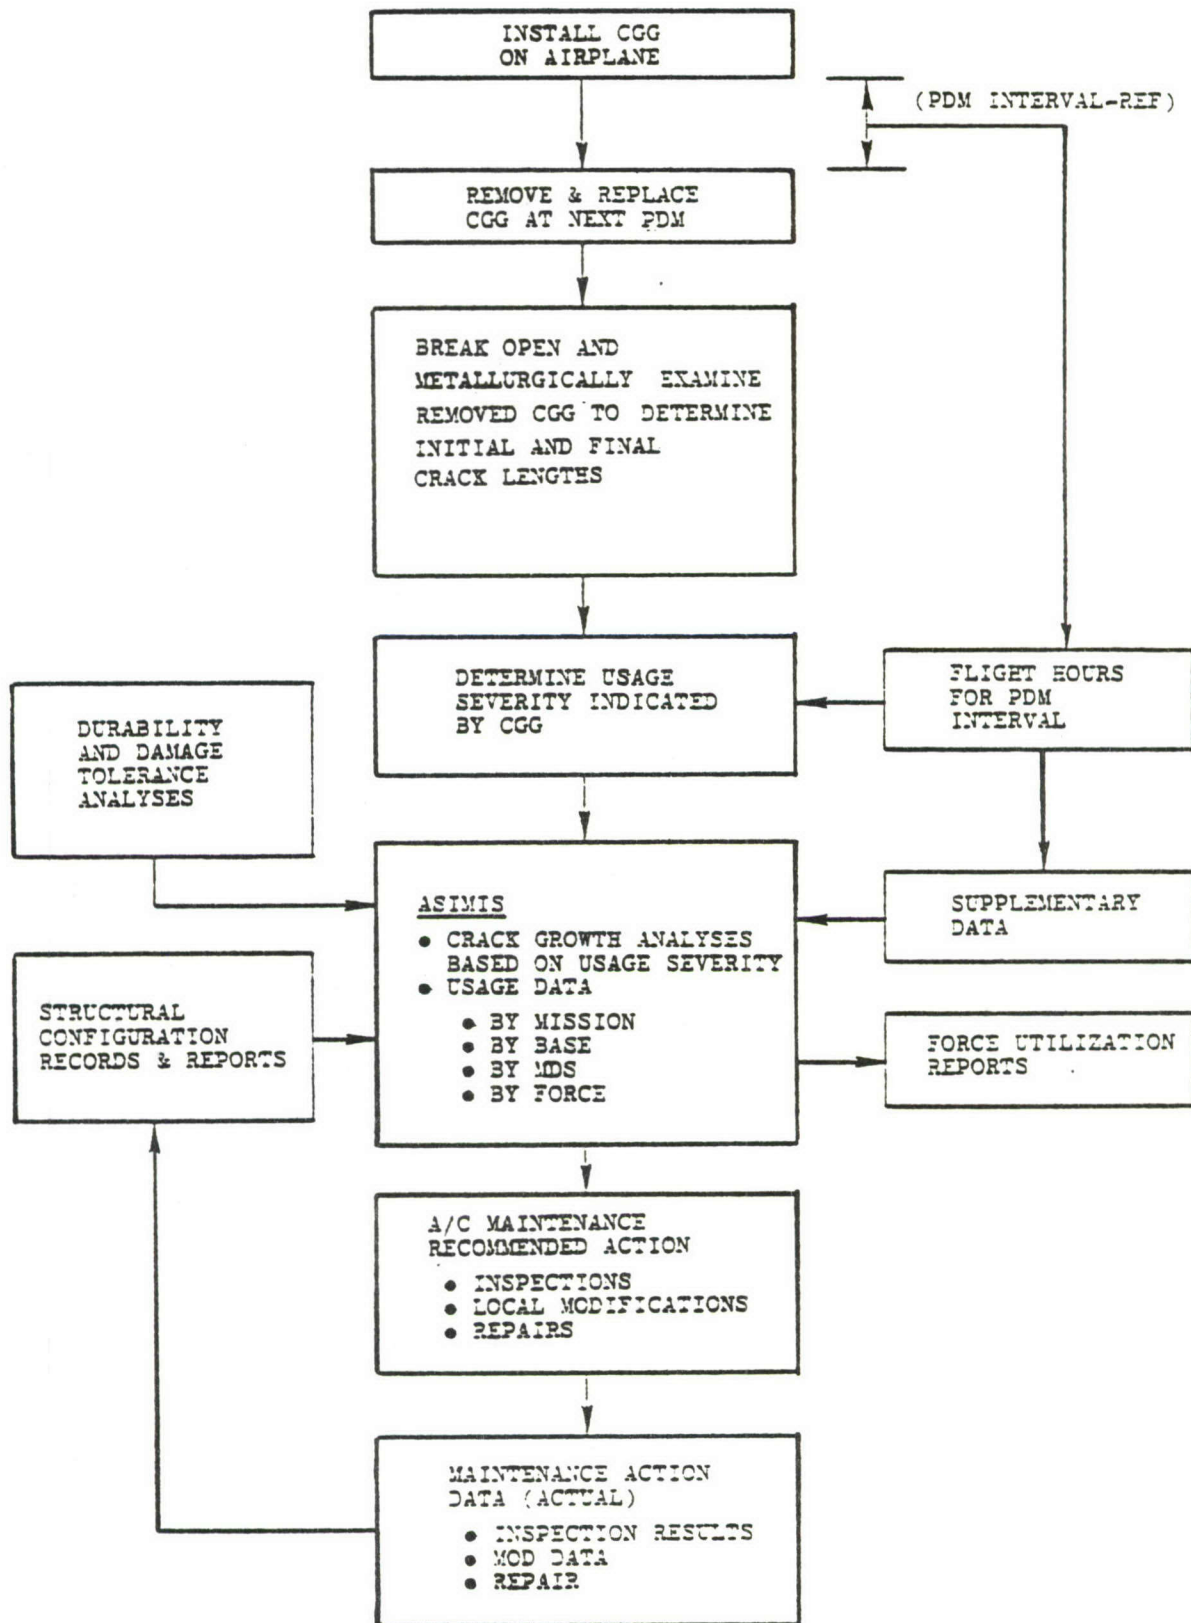 INSTALL CGG
ON AIRPLANE
(PDM INTERVAL-REF)
REMOVE & REPLACE
CGG AT NEXT PDM
BREAK OPEN AND
METALLURGICALLY EXAMINE
REMOVED CGG TO DETERMINE
INITIAL AND FINAL
CRACK LENGTHS
DETERMINE USAGE
SEVERITY INDICATED
BY CGG
FLIGHT HOURS
FOR PDM
INTERVAL
DURABILITY
AND DAMAGE
TOLERANCE
ANALYSES
ASIMIS
• CRACK GROWTH ANALYSES
BASED ON USAGE SEVERITY
• USAGE DATA
• BY MISSION
• BY BASE
• BY MDS
• BY FORCE
SUPPLEMENTARY
DATA
STRUCTURAL
CONFIGURATION
RECORDS & REPORTS
FORCE UTILIZATION
REPORTS
A/C MAINTENANCE
RECOMMENDED ACTION
• INSPECTIONS
• LOCAL MODIFICATIONS
• REPAIRS
MAINTENANCE ACTION
DATA (ACTUAL)
• INSPECTION RESULTS
• MOD DATA
• REPAIR